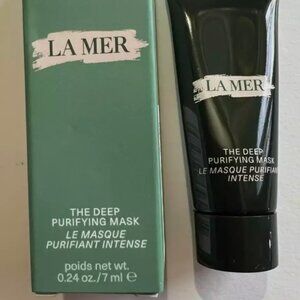 LA MER
THE DEEP
PURIFYING MASK
LE MASQUE
PURIFIANT INTENSE
poids net wt.
0.24 oz./7 ml e
LA MER
THE DEEP
PURIFYING MASK
LE MASQUE PURIFIANT
INTENSE